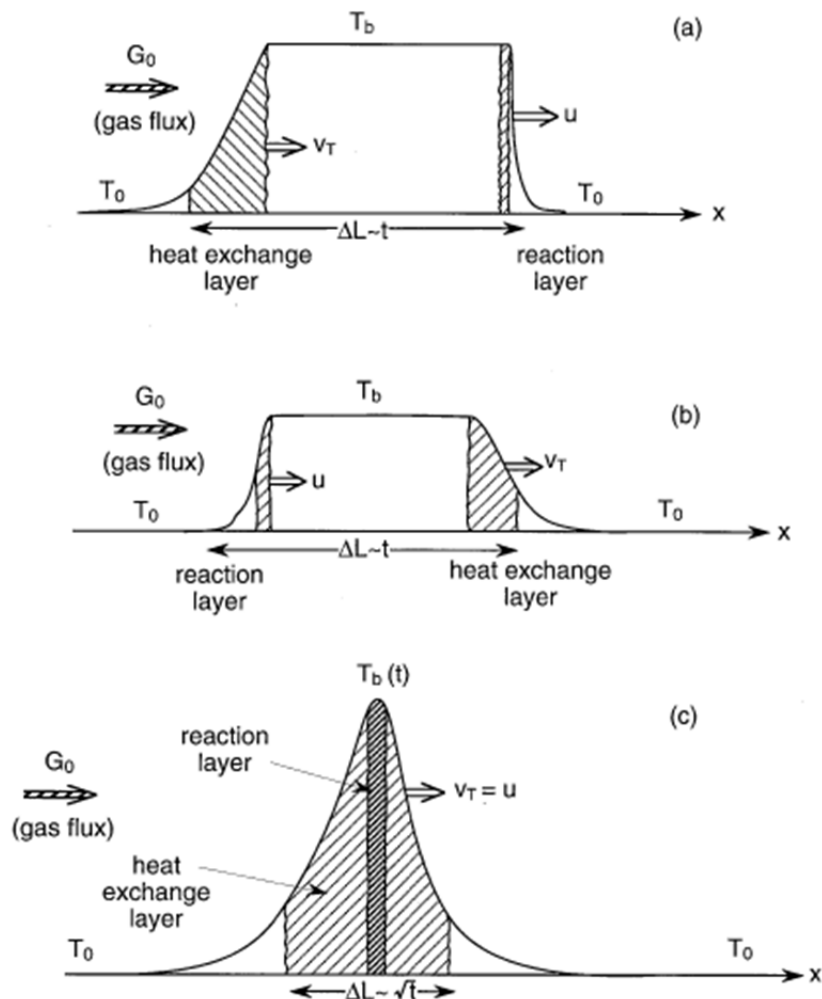 T_b
(a)
G_0
(gas flux)
u
v_T
T_0
T_0
x
ΔL~t
heat exchange
layer
reaction
layer
T_b
(b)
G_0
(gas flux)
v_T
u
T_0
T_0
x
ΔL~t
reaction
layer
heat exchange
layer
T_b (t)
(c)
reaction
layer
G_0
v_T = u
(gas flux)
heat
exchange
layer
T_0
T_0
x
ΔL~ √t